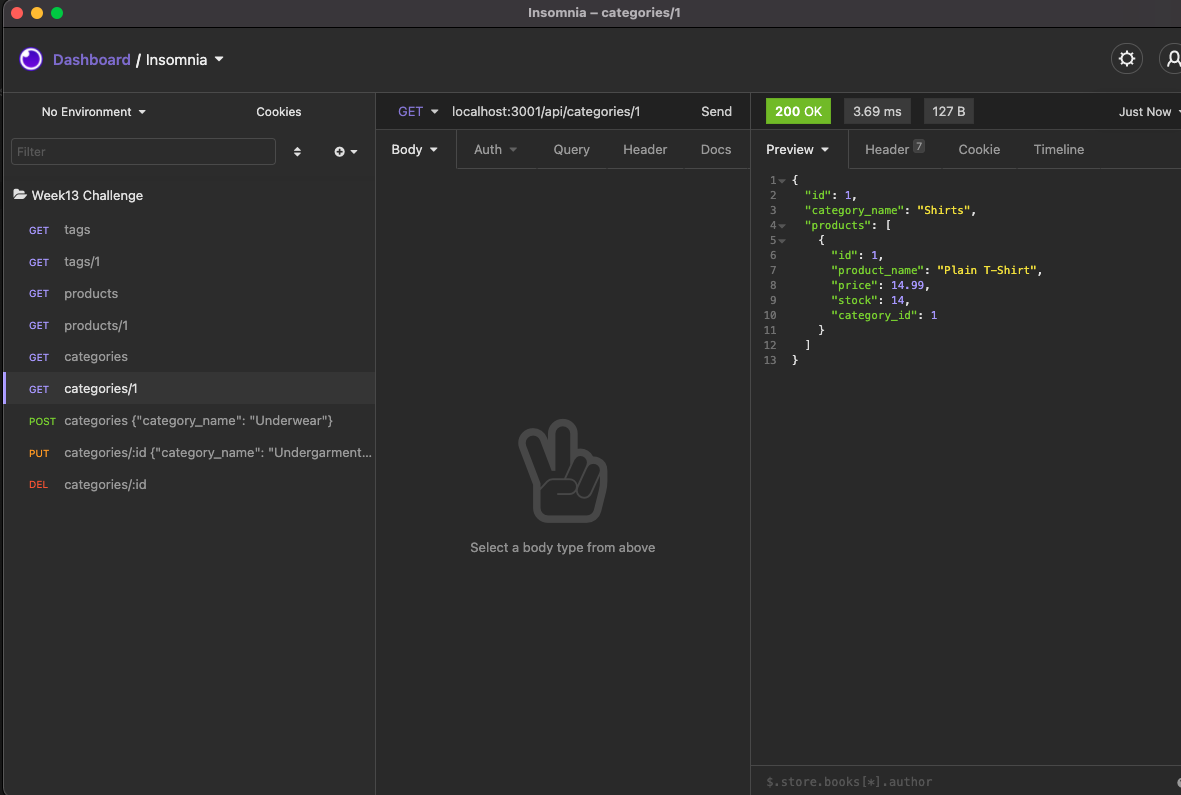 Insomnia – categories/1
Dashboard / Insomnia
No Environment
Cookies
Filter
Week13 Challenge
GET tags
GET tags/1
GET products
GET products/1
GET categories
GET categories/1
POST categories {"category_name": "Underwear"}
PUT categories/:id {"category_name": "Undergarment...
DEL categories/:id
GET localhost:3001/api/categories/1 Send
Body Auth Query Header Docs
Select a body type from above
200 OK 3.69 ms 127 B Just Now
Preview Header 7 Cookie Timeline
1 {
2 "id": 1,
3 "category_name": "Shirts",
4 "products": [
5 {
6 "id": 1,
7 "product_name": "Plain T-Shirt",
8 "price": 14.99,
9 "stock": 14,
10 "category_id": 1
11 }
12 ]
13 }
$.store.books[*].author